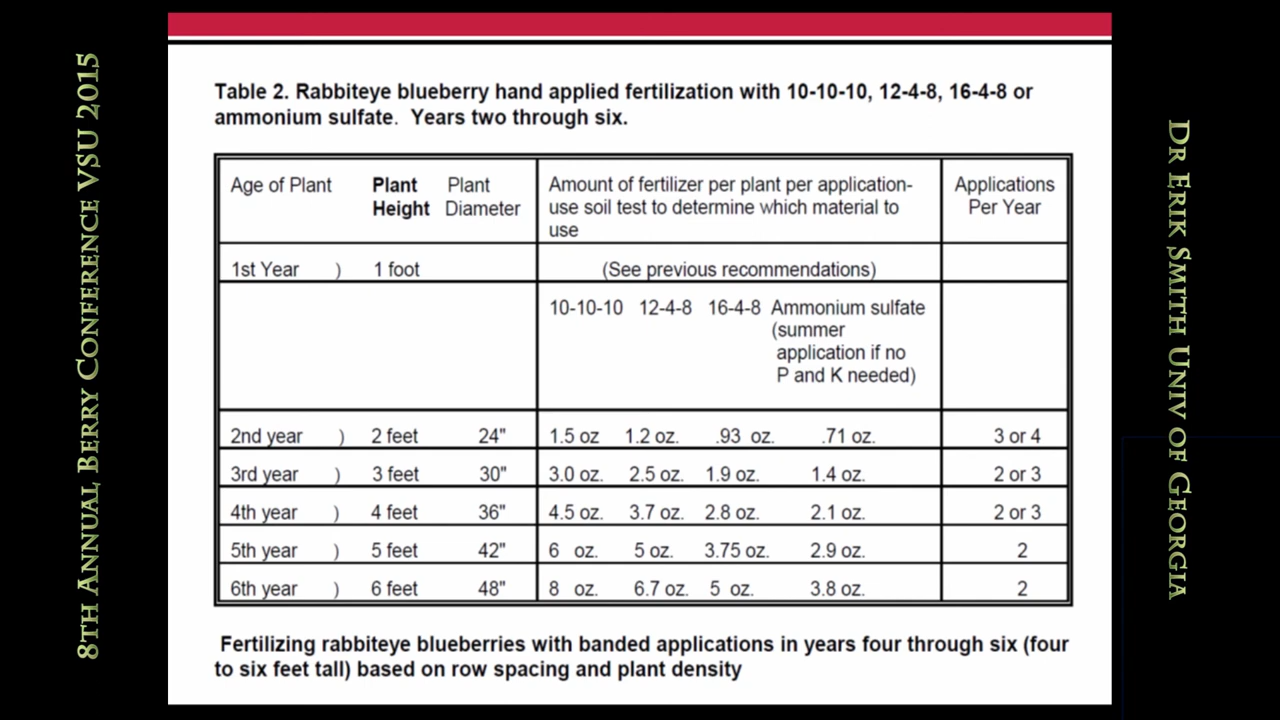 8th Annual Berry Conference VSU 2015
Table 2. Rabbiteye blueberry hand applied fertilization with 10-10-10, 12-4-8, 16-4-8 or
ammonium sulfate. Years two through six.
Age of Plant Plant Plant Amount of fertilizer per plant per application- Applications
Height Diameter use soil test to determine which material to Per Year
use
1st Year ) 1 foot (See previous recommendations)
10-10-10 12-4-8 16-4-8 Ammonium sulfate
(summer
application if no
P and K needed)
2nd year ) 2 feet 24" 1.5 oz 1.2 oz. .93 oz. .71 oz. 3 or 4
3rd year ) 3 feet 30" 3.0 oz. 2.5 oz. 1.9 oz. 1.4 oz. 2 or 3
4th year ) 4 feet 36" 4.5 oz. 3.7 oz. 2.8 oz. 2.1 oz. 2 or 3
5th year ) 5 feet 42" 6 oz. 5 oz. 3.75 oz. 2.9 oz. 2
6th year ) 6 feet 48" 8 oz. 6.7 oz. 5 oz. 3.8 oz. 2
Fertilizing rabbiteye blueberries with banded applications in years four through six (four
to six feet tall) based on row spacing and plant density
Dr Erik Smith Univ of Georgia